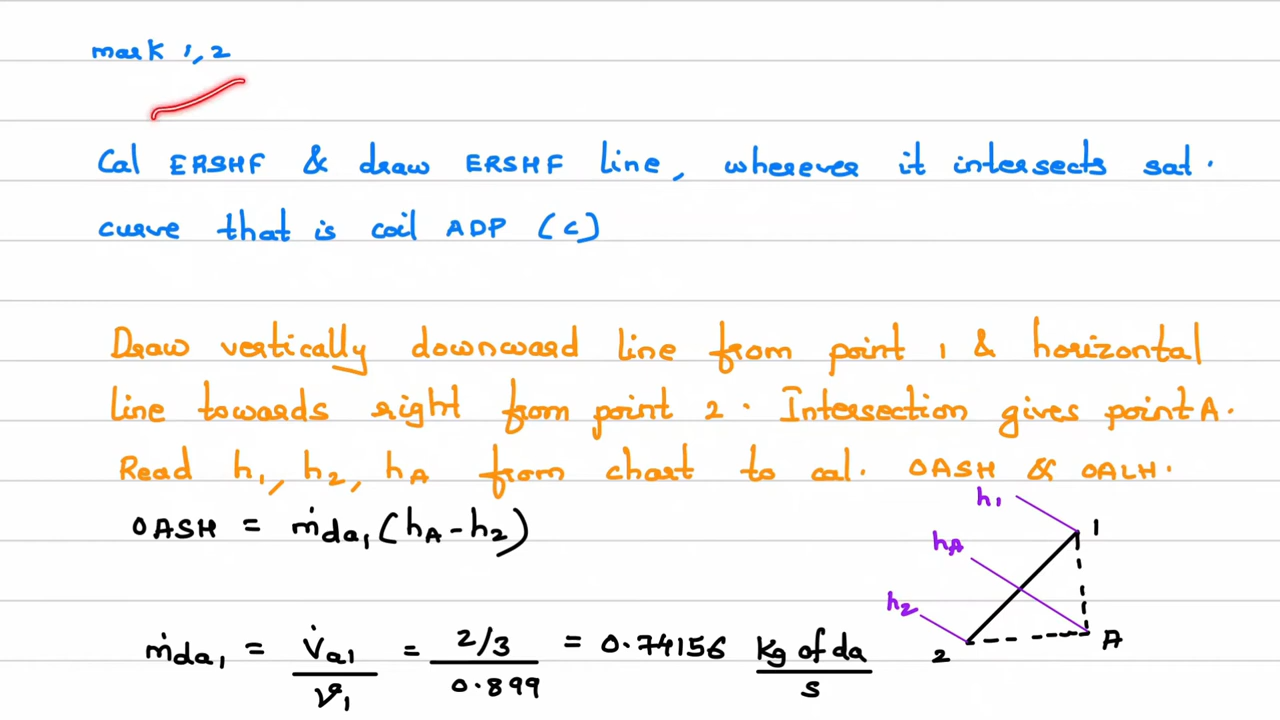 mark 1,2
Cal ERSHF & draw ERSHF line, wherever it intersects sat.
curve that is coil ADP (c)
Draw vertically downward line from point 1 & horizontal
line towards right from point 2. Intersection gives point A.
Read h₁, h₂, hA from chart to cal. OASH & OALH.
OASH = ṁda₁ (hA - h₂)
h₁
1
hA
h₂
2
A
ṁda₁ = V̇a₁/v₁ = (2/3)/0.899 = 0.74156 kg of da/s